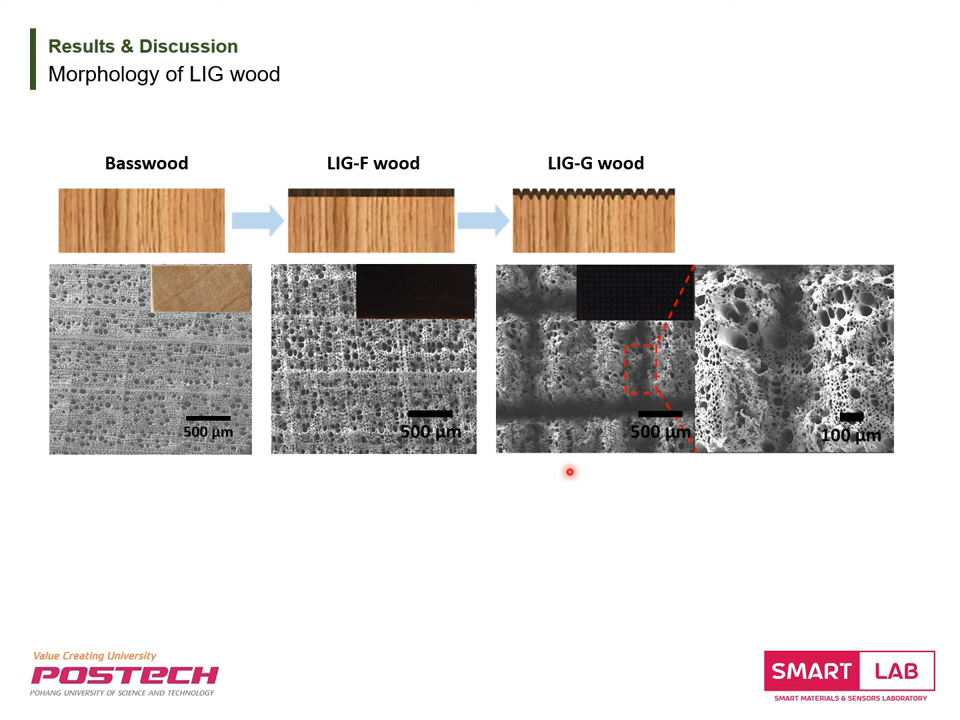 Results & Discussion
Morphology of LIG wood
Basswood
LIG-F wood
LIG-G wood
500 μm
500 μm
500 μm
100 μm
Value Creating University
POSTECH
POHANG UNIVERSITY OF SCIENCE AND TECHNOLOGY
SMART LAB
SMART MATERIALS & SENSORS LABORATORY